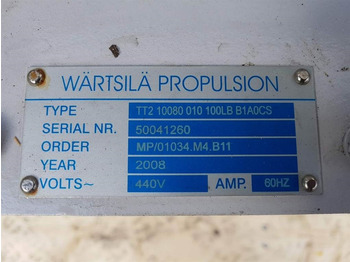 WÄRTSILÄ PROPULSION
TYPE TT2 10080 010 100LB B1A0CS
SERIAL NR. 50041260
ORDER MP/01034.M4.B11
YEAR 2008
VOLTS~ 440V AMP. 60HZ